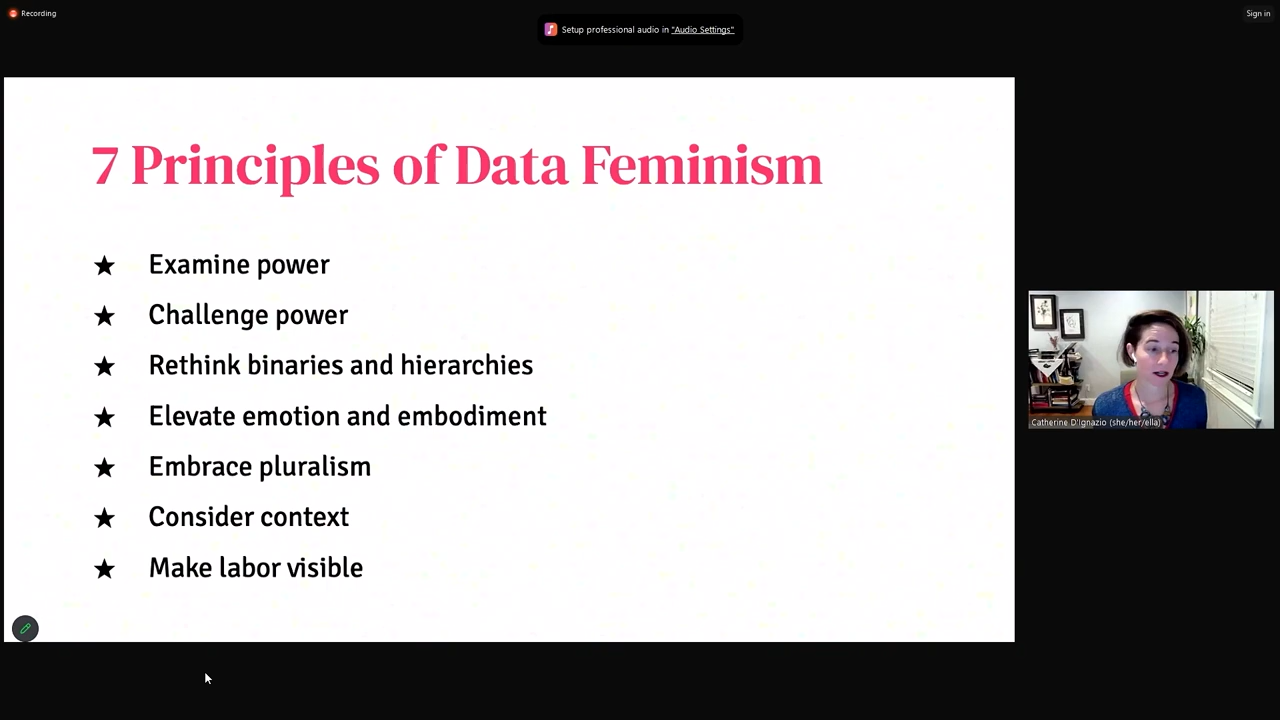 Recording
Setup professional audio in "Audio Settings"
Sign in
7 Principles of Data Feminism
★ Examine power
★ Challenge power
★ Rethink binaries and hierarchies
★ Elevate emotion and embodiment
★ Embrace pluralism
★ Consider context
★ Make labor visible
Catherine D'Ignazio (she/her/ella)